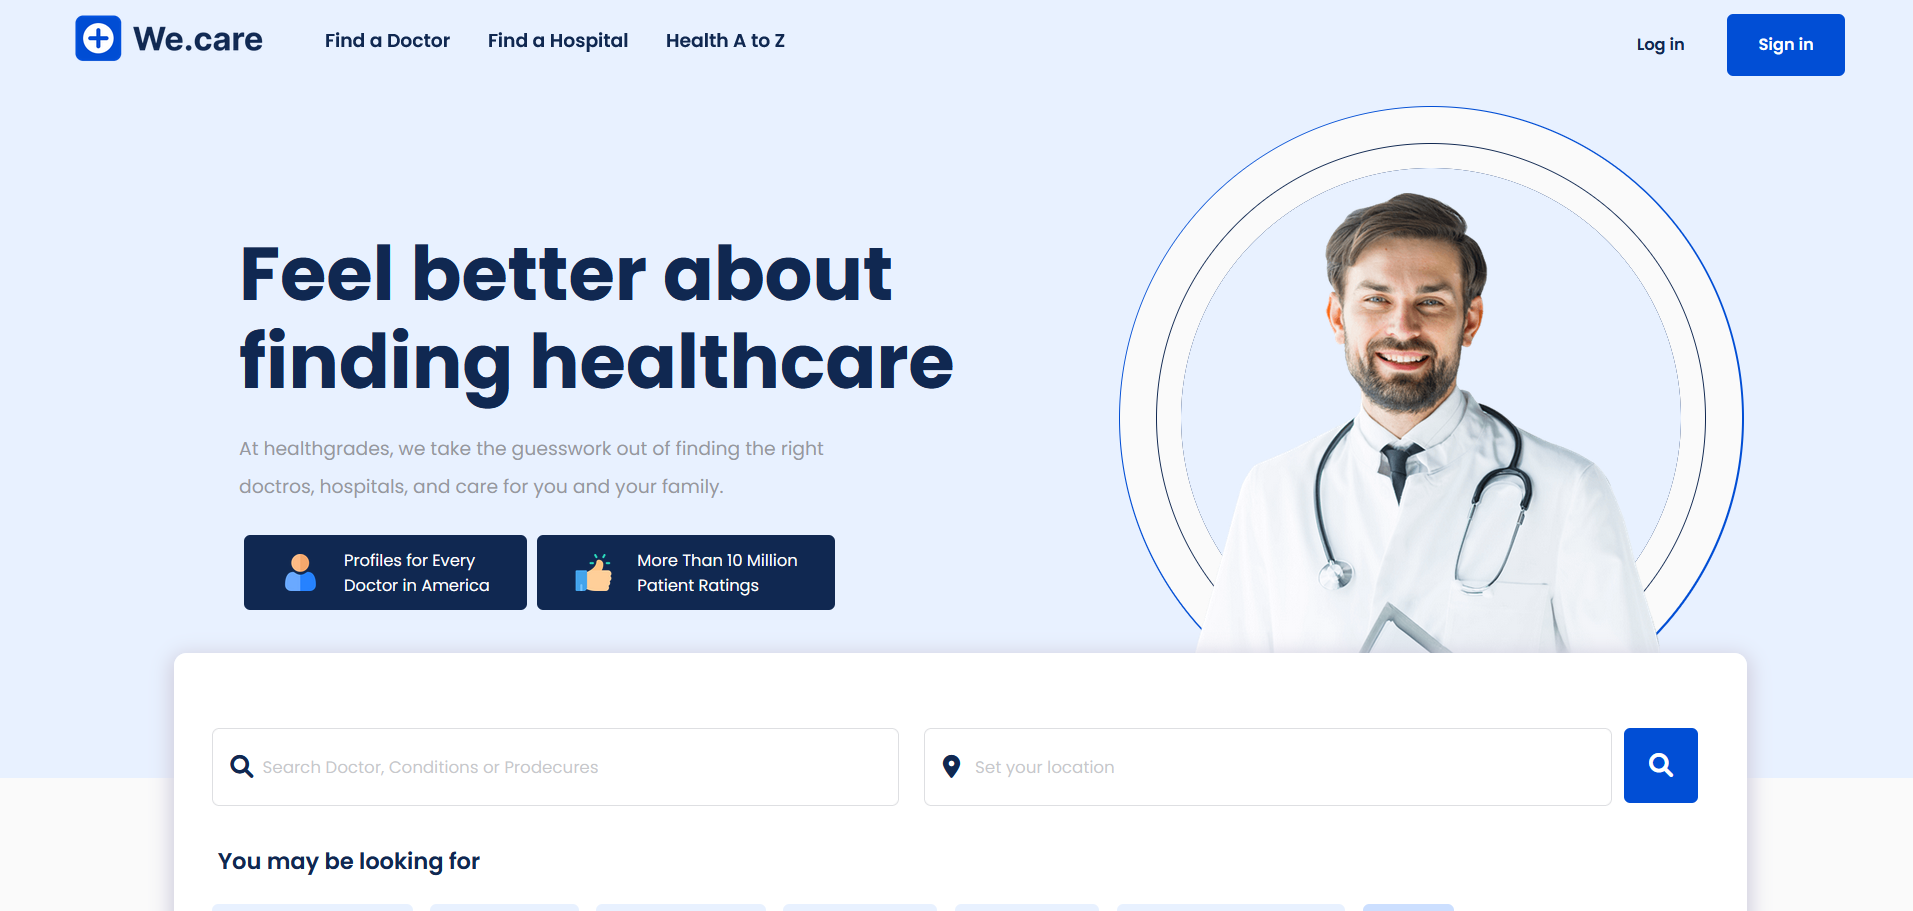 We.care
Find a Doctor
Find a Hospital
Health A to Z
Log in
Sign in
Feel better about
finding healthcare
At healthgrades, we take the guesswork out of finding the right
doctros, hospitals, and care for you and your family.
Profiles for Every
Doctor in America
More Than 10 Million
Patient Ratings
Search Doctor, Conditions or Prodecures
Set your location
You may be looking for